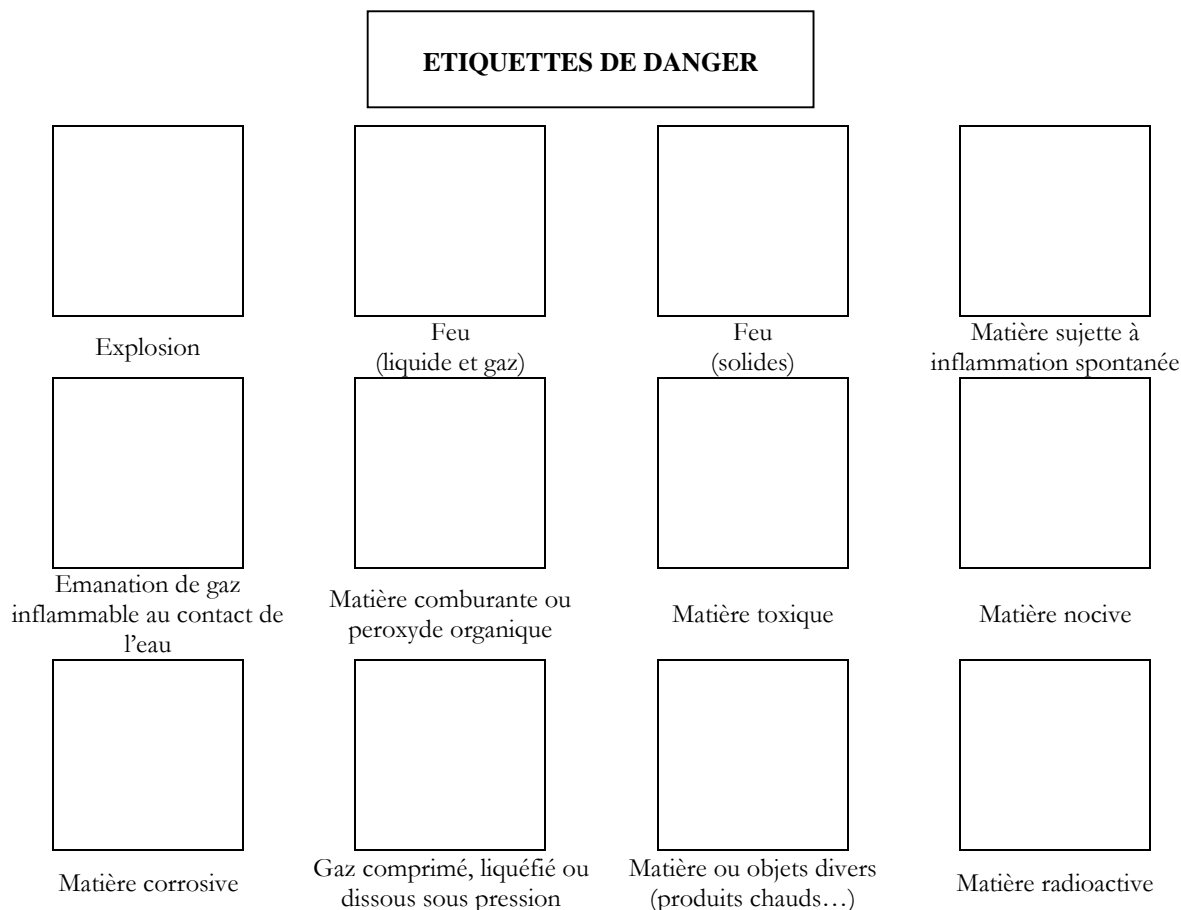 ETIQUETTES DE DANGER
Explosion
Feu
(liquide et gaz)
Feu
(solides)
Matière sujette à
inflammation spontanée
Emanation de gaz
inflammable au contact de
l’eau
Matière comburante ou
peroxyde organique
Matière toxique
Matière nocive
Matière corrosive
Gaz comprimé, liquéfié ou
dissous sous pression
Matière ou objets divers
(produits chauds…)
Matière radioactive